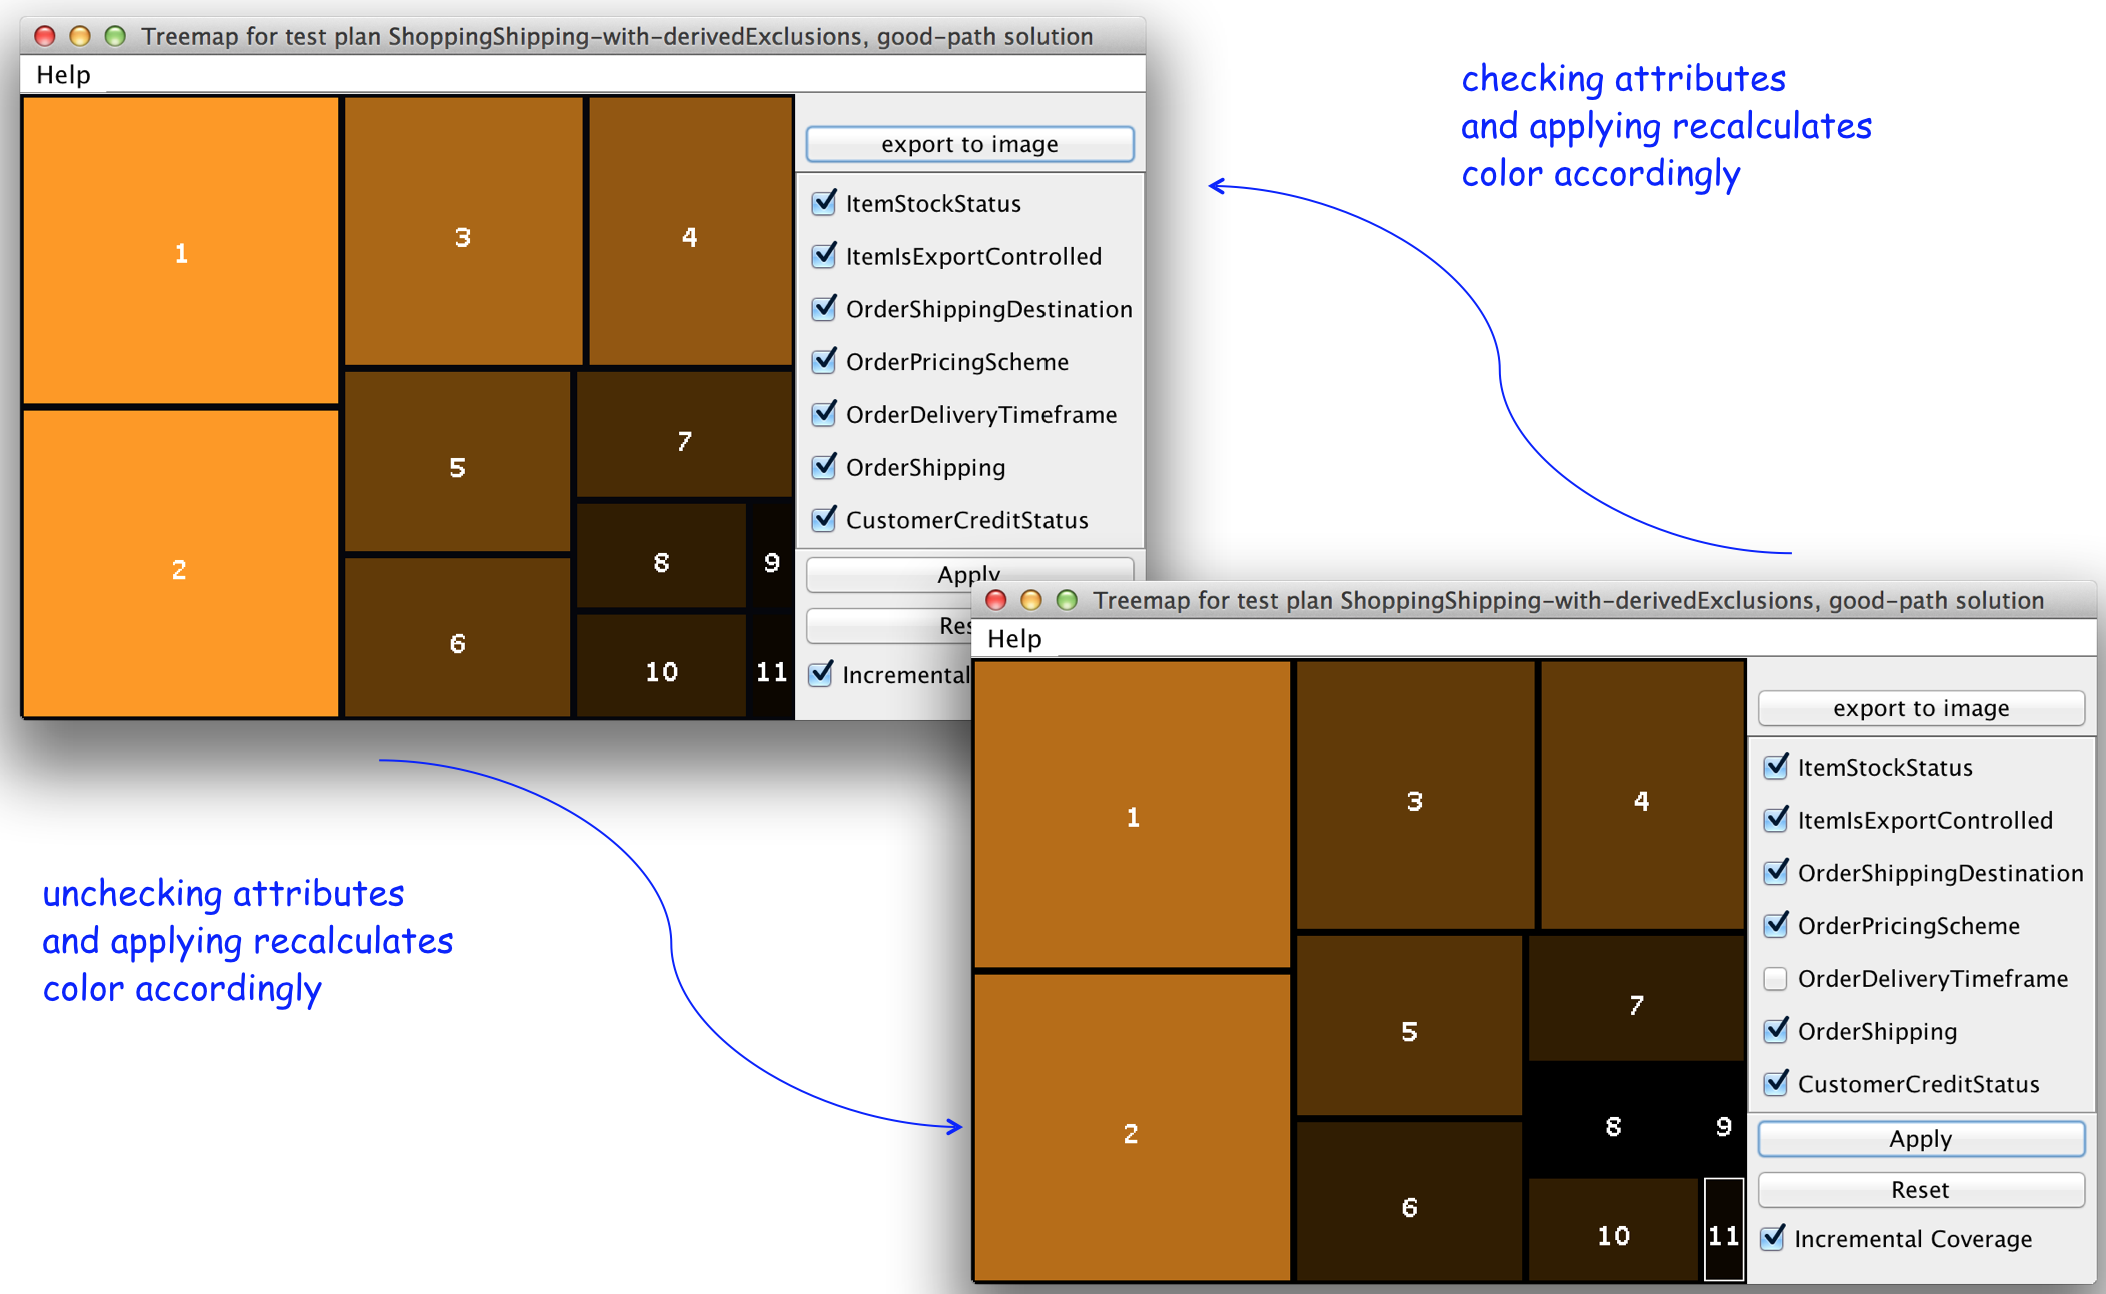 Treemap for test plan ShoppingShipping-with-derivedExclusions, good-path solution
Help
1
2
3
4
5
6
7
8
9
10
11
export to image
ItemStockStatus
ItemIsExportControlled
OrderShippingDestination
OrderPricingScheme
OrderDeliveryTimeframe
OrderShipping
CustomerCreditStatus
Apply
Incremental
checking attributes
and applying recalculates
color accordingly
unchecking attributes
and applying recalculates
color accordingly
Treemap for test plan ShoppingShipping-with-derivedExclusions, good-path solution
Help
1
2
3
4
5
6
7
8
9
10
11
export to image
ItemStockStatus
ItemIsExportControlled
OrderShippingDestination
OrderPricingScheme
OrderDeliveryTimeframe
OrderShipping
CustomerCreditStatus
Apply
Reset
Incremental Coverage